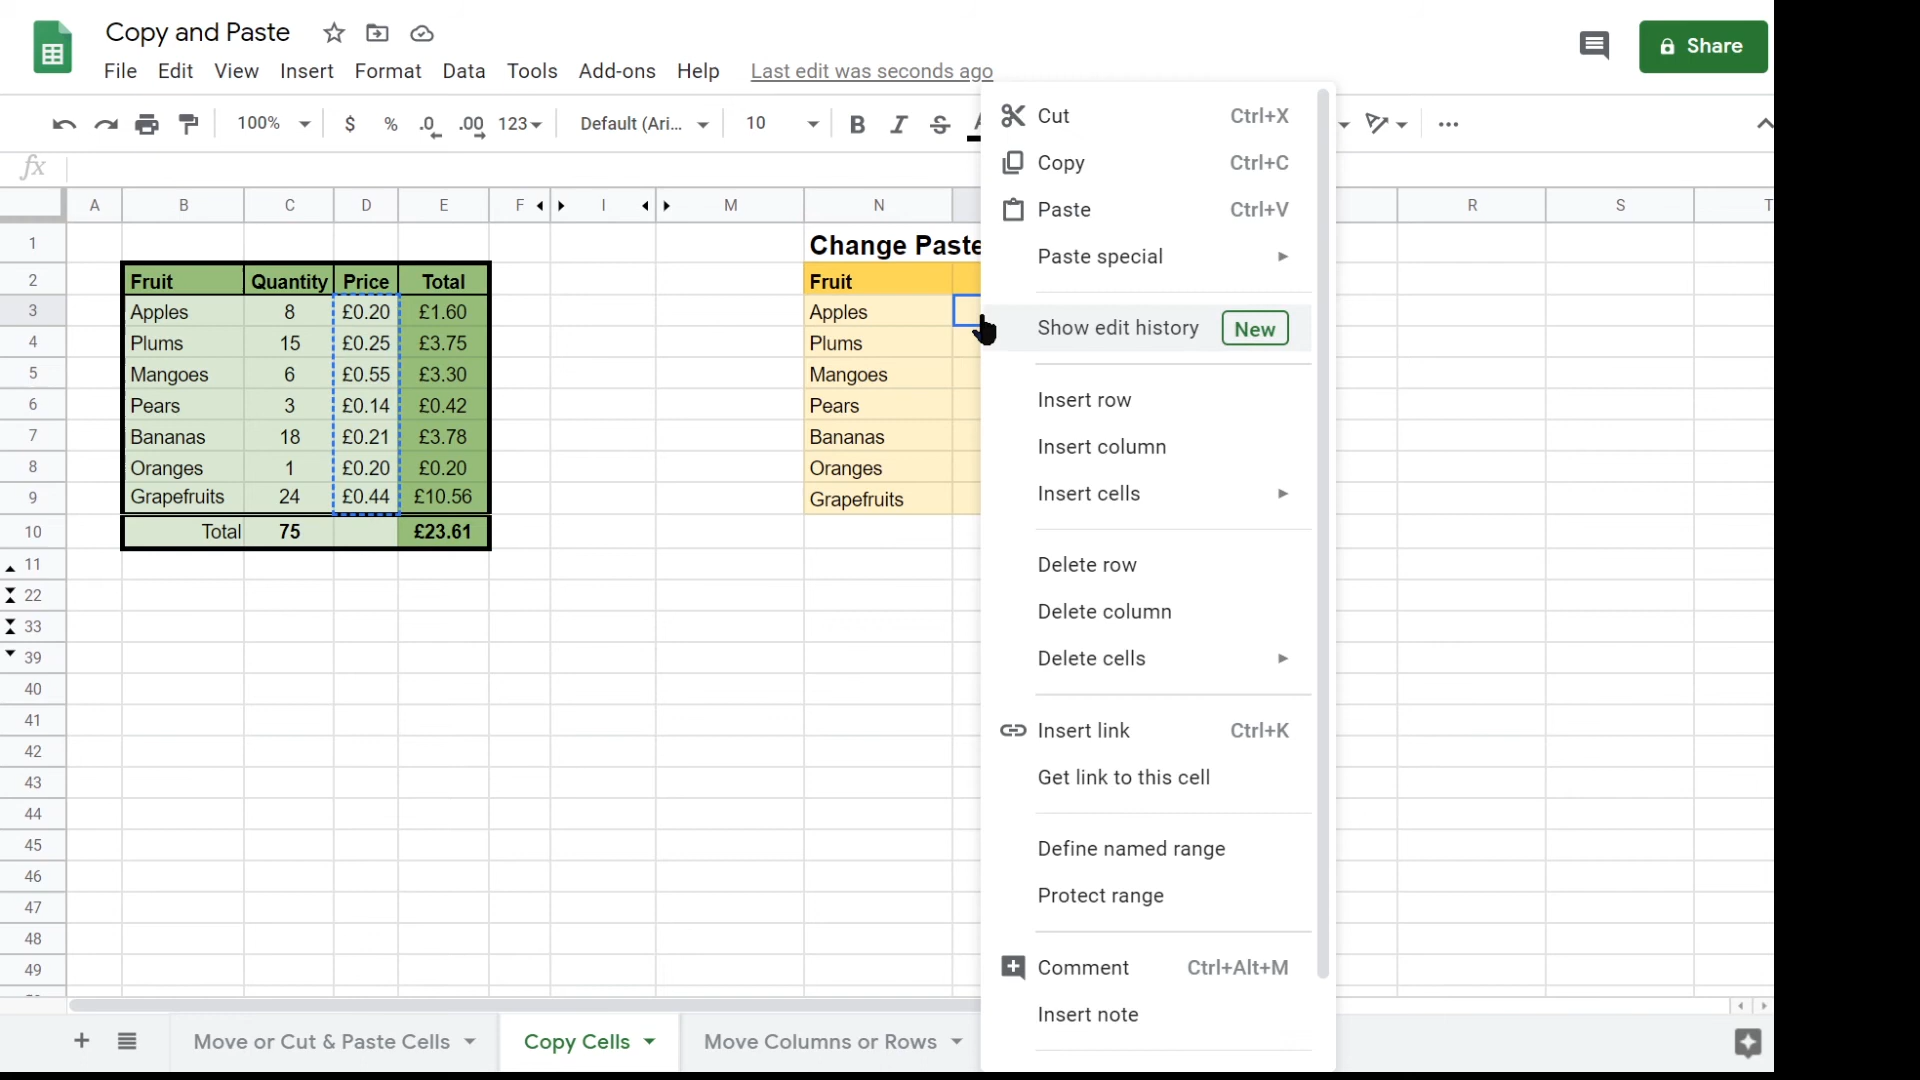 Copy and Paste
File Edit View Insert Format Data Tools Add-ons Help Last edit was seconds ago
Share
100% $ % .0 .00 123 Default (Ari... 10 B I S A
fx
A B C D E F I M N R S T
1 Change Paste
2 Fruit Quantity Price Total Fruit
3 Apples 8 £0.20 £1.60 Apples
4 Plums 15 £0.25 £3.75 Plums
5 Mangoes 6 £0.55 £3.30 Mangoes
6 Pears 3 £0.14 £0.42 Pears
7 Bananas 18 £0.21 £3.78 Bananas
8 Oranges 1 £0.20 £0.20 Oranges
9 Grapefruits 24 £0.44 £10.56 Grapefruits
10 Total 75 £23.61
11
22
33
39
40
41
42
43
44
45
46
47
48
49
Cut Ctrl+X
Copy Ctrl+C
Paste Ctrl+V
Paste special
Show edit history New
Insert row
Insert column
Insert cells
Delete row
Delete column
Delete cells
Insert link Ctrl+K
Get link to this cell
Define named range
Protect range
Comment Ctrl+Alt+M
Insert note
Move or Cut & Paste Cells Copy Cells Move Columns or Rows